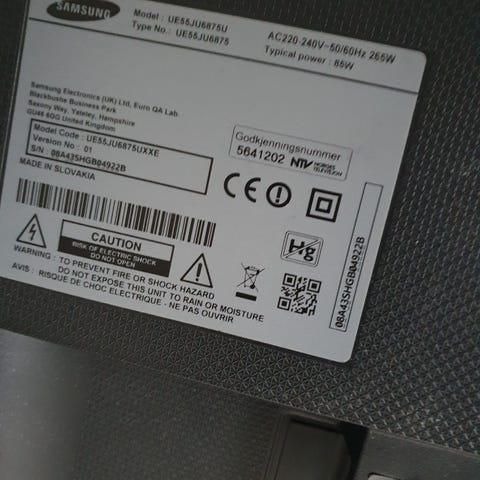 SAMSUNG
Model : UE55JU6875U
Type No.: UE55JU6875
AC220-240V~50/60Hz 265W
Typical power : 85W
Samsung Electronics (UK) Ltd, Euro QA Lab.
Blackbushe Business Park
Saxony Way, Yateley, Hampshire
GU46 6GG United Kingdom
Model Code : UE55JU6875UXXE
Version No : 01
S/N : 08A43SHGB04922B
MADE IN SLOVAKIA
Godkjenningsnummer
5641202 NTV NORGES
TELEVISION
CE
Hg
CAUTION
RISK OF ELECTRIC SHOCK
DO NOT OPEN
WARNING : TO PREVENT FIRE OR SHOCK HAZARD
DO NOT EXPOSE THIS UNIT TO RAIN OR MOISTURE
AVIS : RISQUE DE CHOC ELECTRIQUE - NE PAS OUVRIR
08A43SHGB04922B